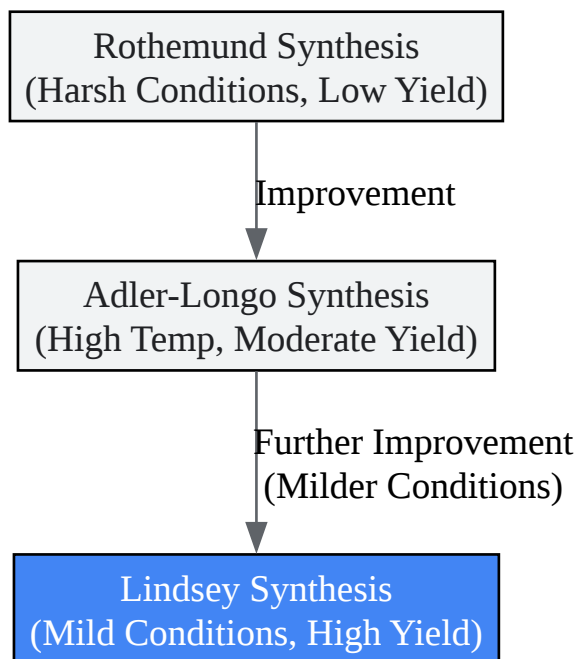 Rothemund Synthesis
(Harsh Conditions, Low Yield)
Improvement
Adler-Longo Synthesis
(High Temp, Moderate Yield)
Further Improvement
(Milder Conditions)
Lindsey Synthesis
(Mild Conditions, High Yield)